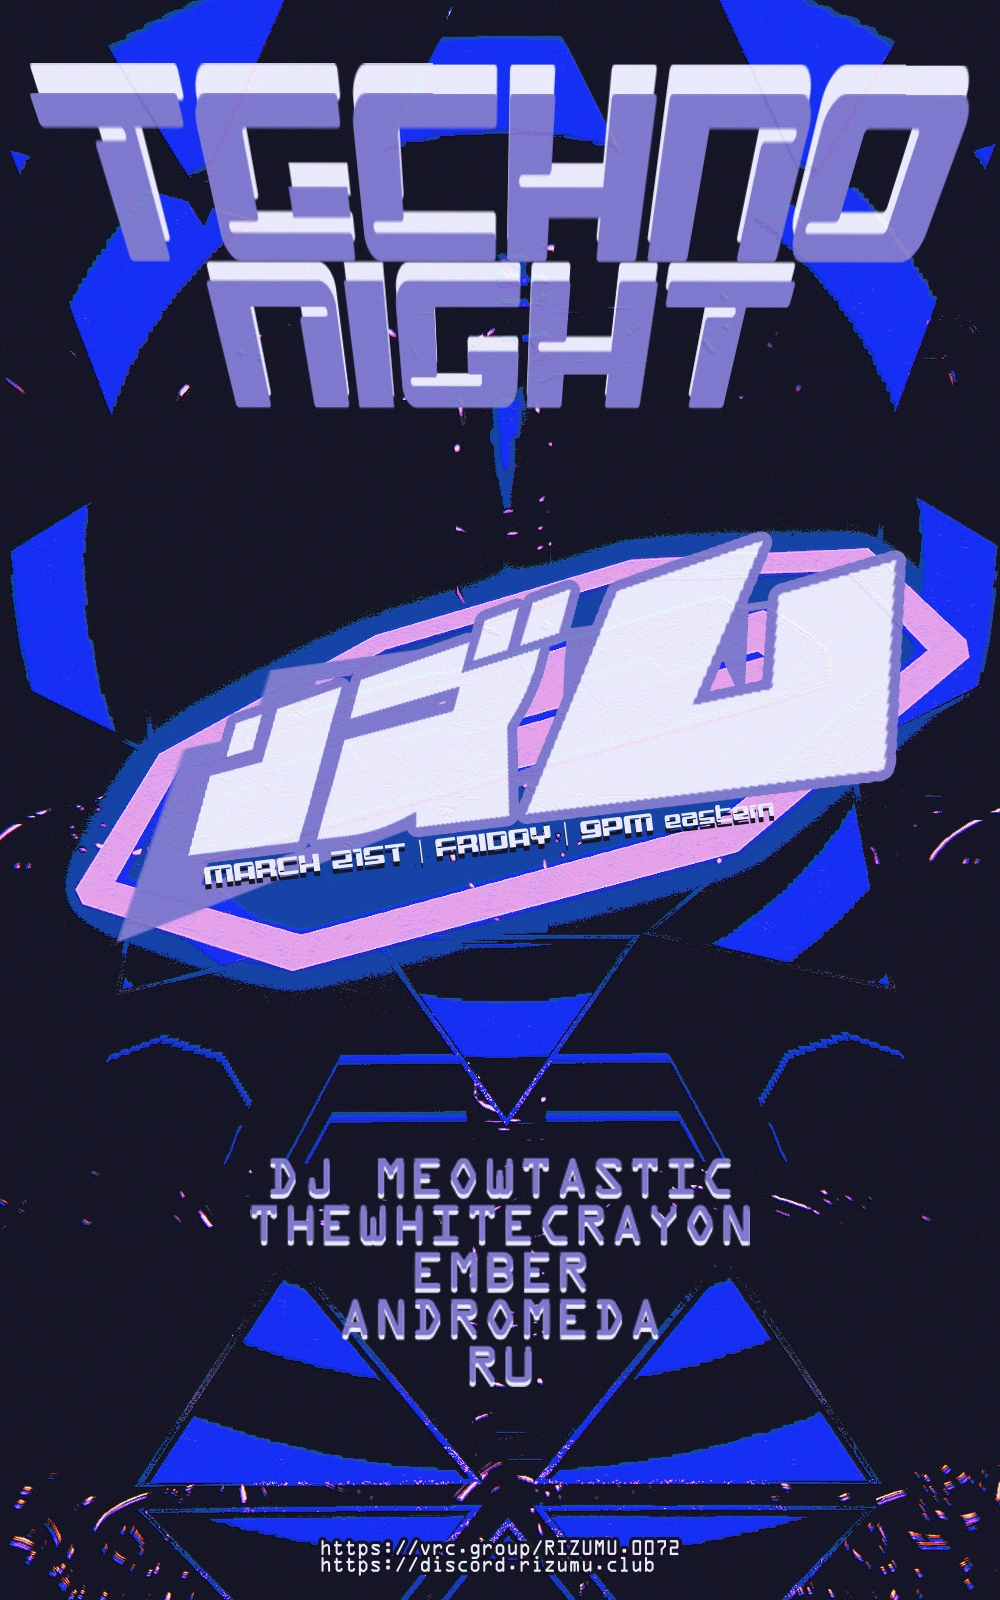 TECHNO
NIGHT
リズム
MARCH 21ST | FRIDAY | 9PM eastern
DJ MEOWTASTIC
THEWHITECRAYON
EMBER
ANDROMEDA
RU
https://vrc.group/RIZUMU.0072
https://discord.rizumu.club